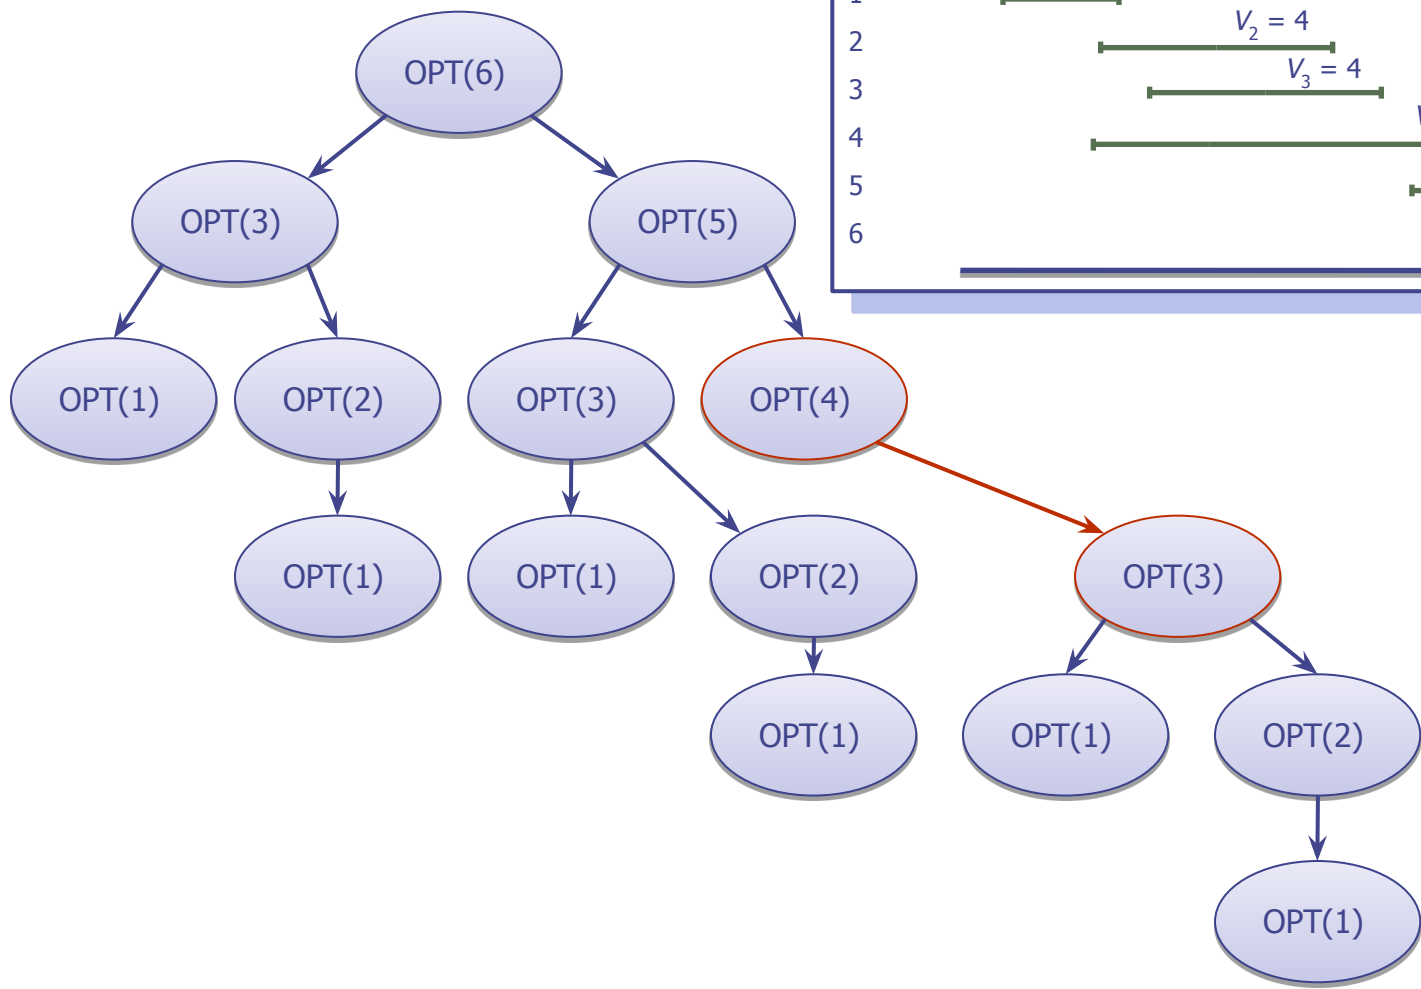 1
V2 = 4
2
V3 = 4
3
4
5
6
OPT(6)
OPT(3) OPT(5)
OPT(1) OPT(2) OPT(3) OPT(4)
OPT(1) OPT(1) OPT(2) OPT(3)
OPT(1) OPT(1) OPT(2)
OPT(1)